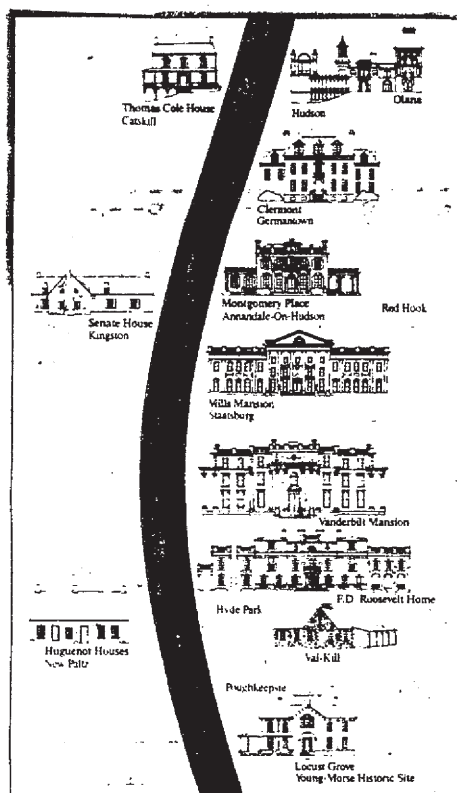 Thomas Cole House
Catskill
Olana
Hudson
Clermont
Germantown
Montgomery Place
Annandale-On-Hudson
Red Hook
Senate House
Kingston
Mills Mansion
Staatsburg
Vanderbilt Mansion
F.D. Roosevelt Home
Hyde Park
Huguenot Houses
New Paltz
Val-Kill
Poughkeepsie
Locust Grove
Young-Morse Historic Site